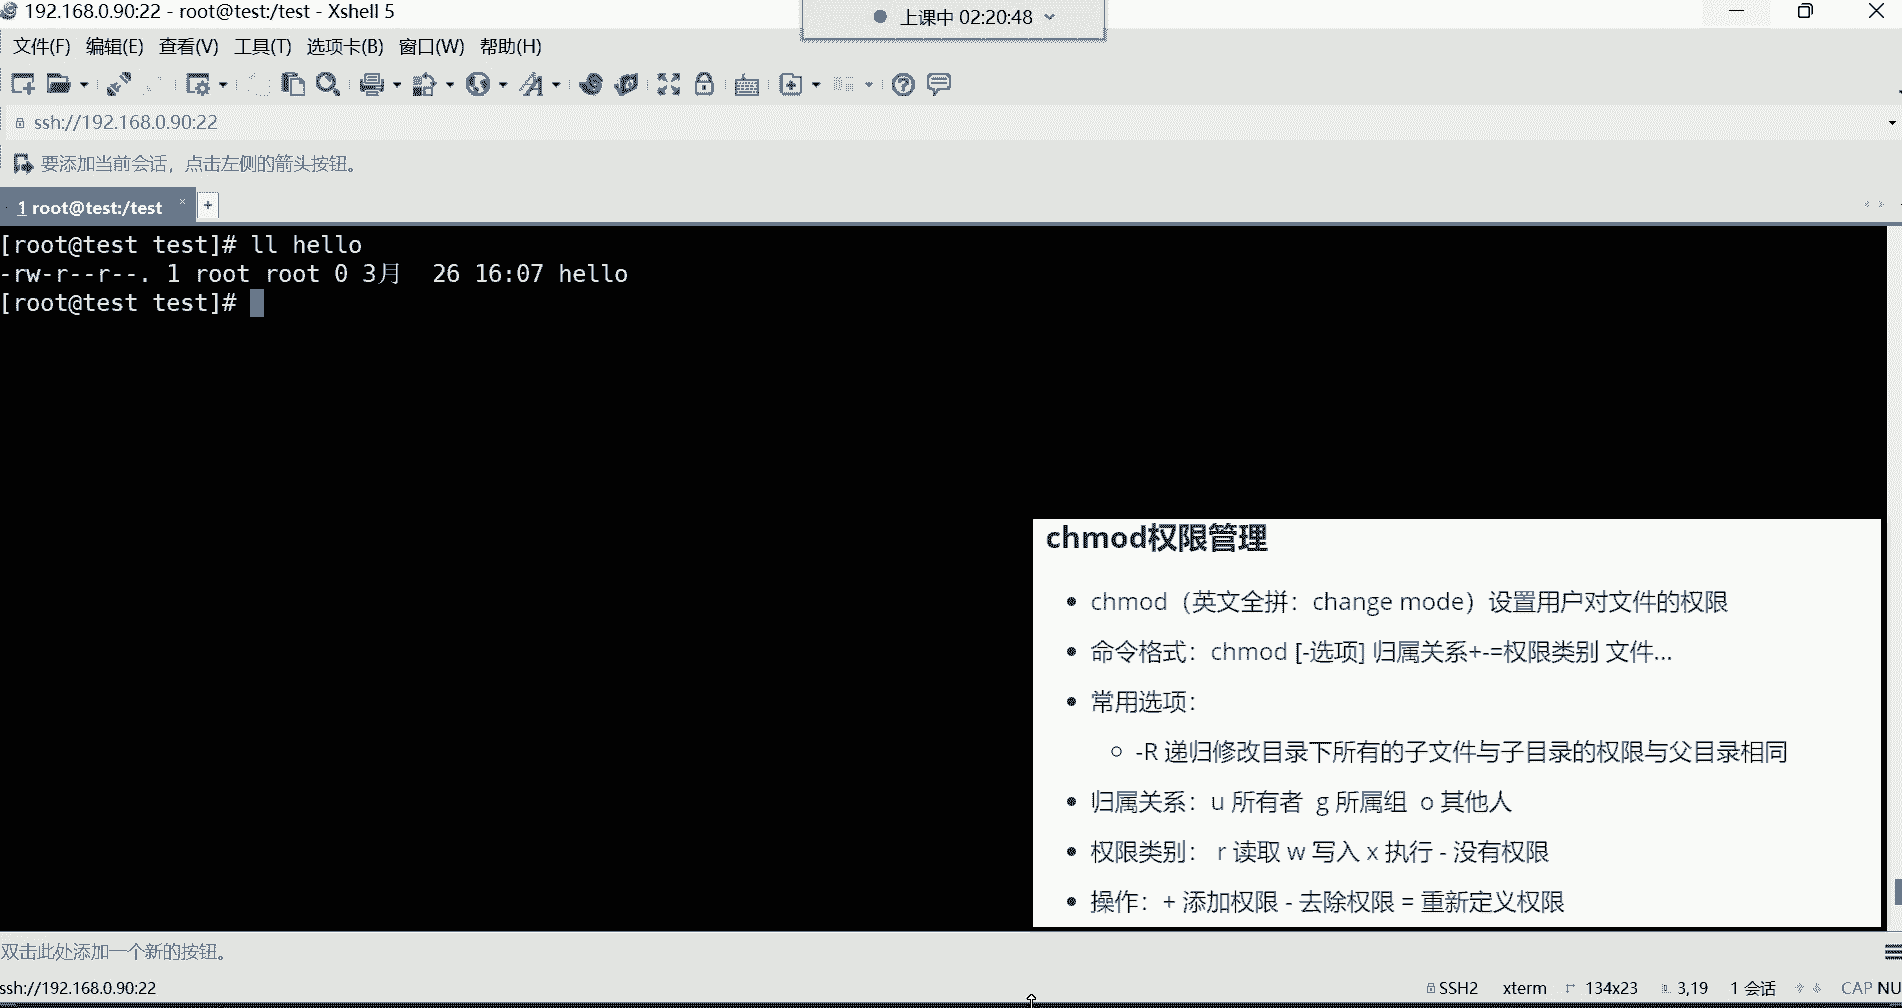 192.168.0.90:22 - root@test:/test - Xshell 5
上课中 02:20:48
文件(F) 编辑(E) 查看(V) 工具(T) 选项卡(B) 窗口(W) 帮助(H)
ssh://192.168.0.90:22
要添加当前会话，点击左侧的箭头按钮。
1 root@test:/test × +
[root@test test]# ll hello
-rw-r--r--. 1 root root 0 3月  26 16:07 hello
[root@test test]#
chmod权限管理
• chmod（英文全拼：change mode）设置用户对文件的权限
• 命令格式：chmod [-选项] 归属关系+-=权限类别 文件...
• 常用选项：
○ -R 递归修改目录下所有的子文件与子目录的权限与父目录相同
• 归属关系：u 所有者 g 所属组 o 其他人
• 权限类别： r 读取 w 写入 x 执行 - 没有权限
• 操作：+ 添加权限 - 去除权限 = 重新定义权限
双击此处添加一个新的按钮。
ssh://192.168.0.90:22 SSH2 xterm 134x23 3,19 1 会话 CAP NU